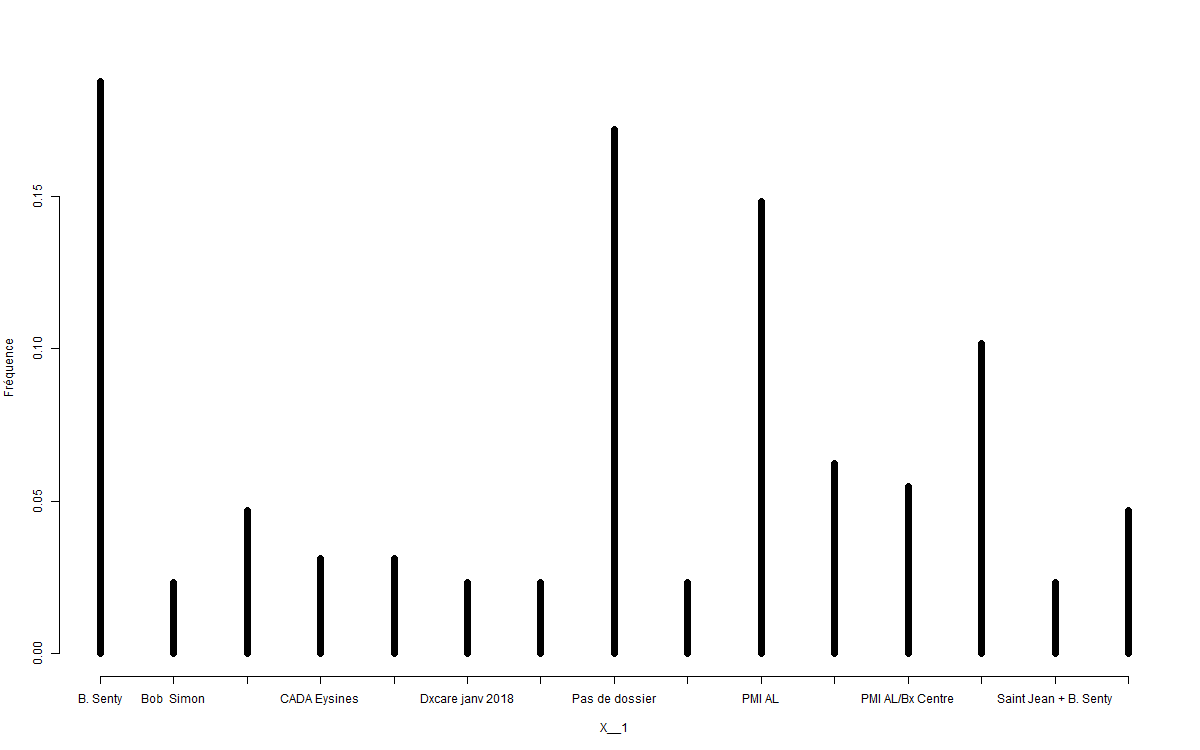 Fréquence
0.15
0.10
0.05
0.00
B. Senty
Bob  Simon
CADA Eysines
Dxcare janv 2018
Pas de dossier
PMI AL
PMI AL/Bx Centre
Saint Jean + B. Senty
X__1